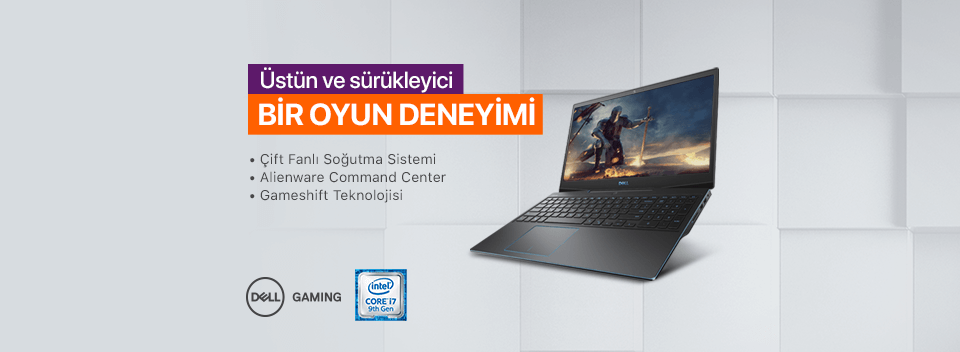 Üstün ve sürükleyici
BİR OYUN DENEYİMİ
• Çift Fanlı Soğutma Sistemi
• Alienware Command Center
• Gameshift Teknolojisi
DELL
DELL GAMING
intel
CORE i7
9th Gen